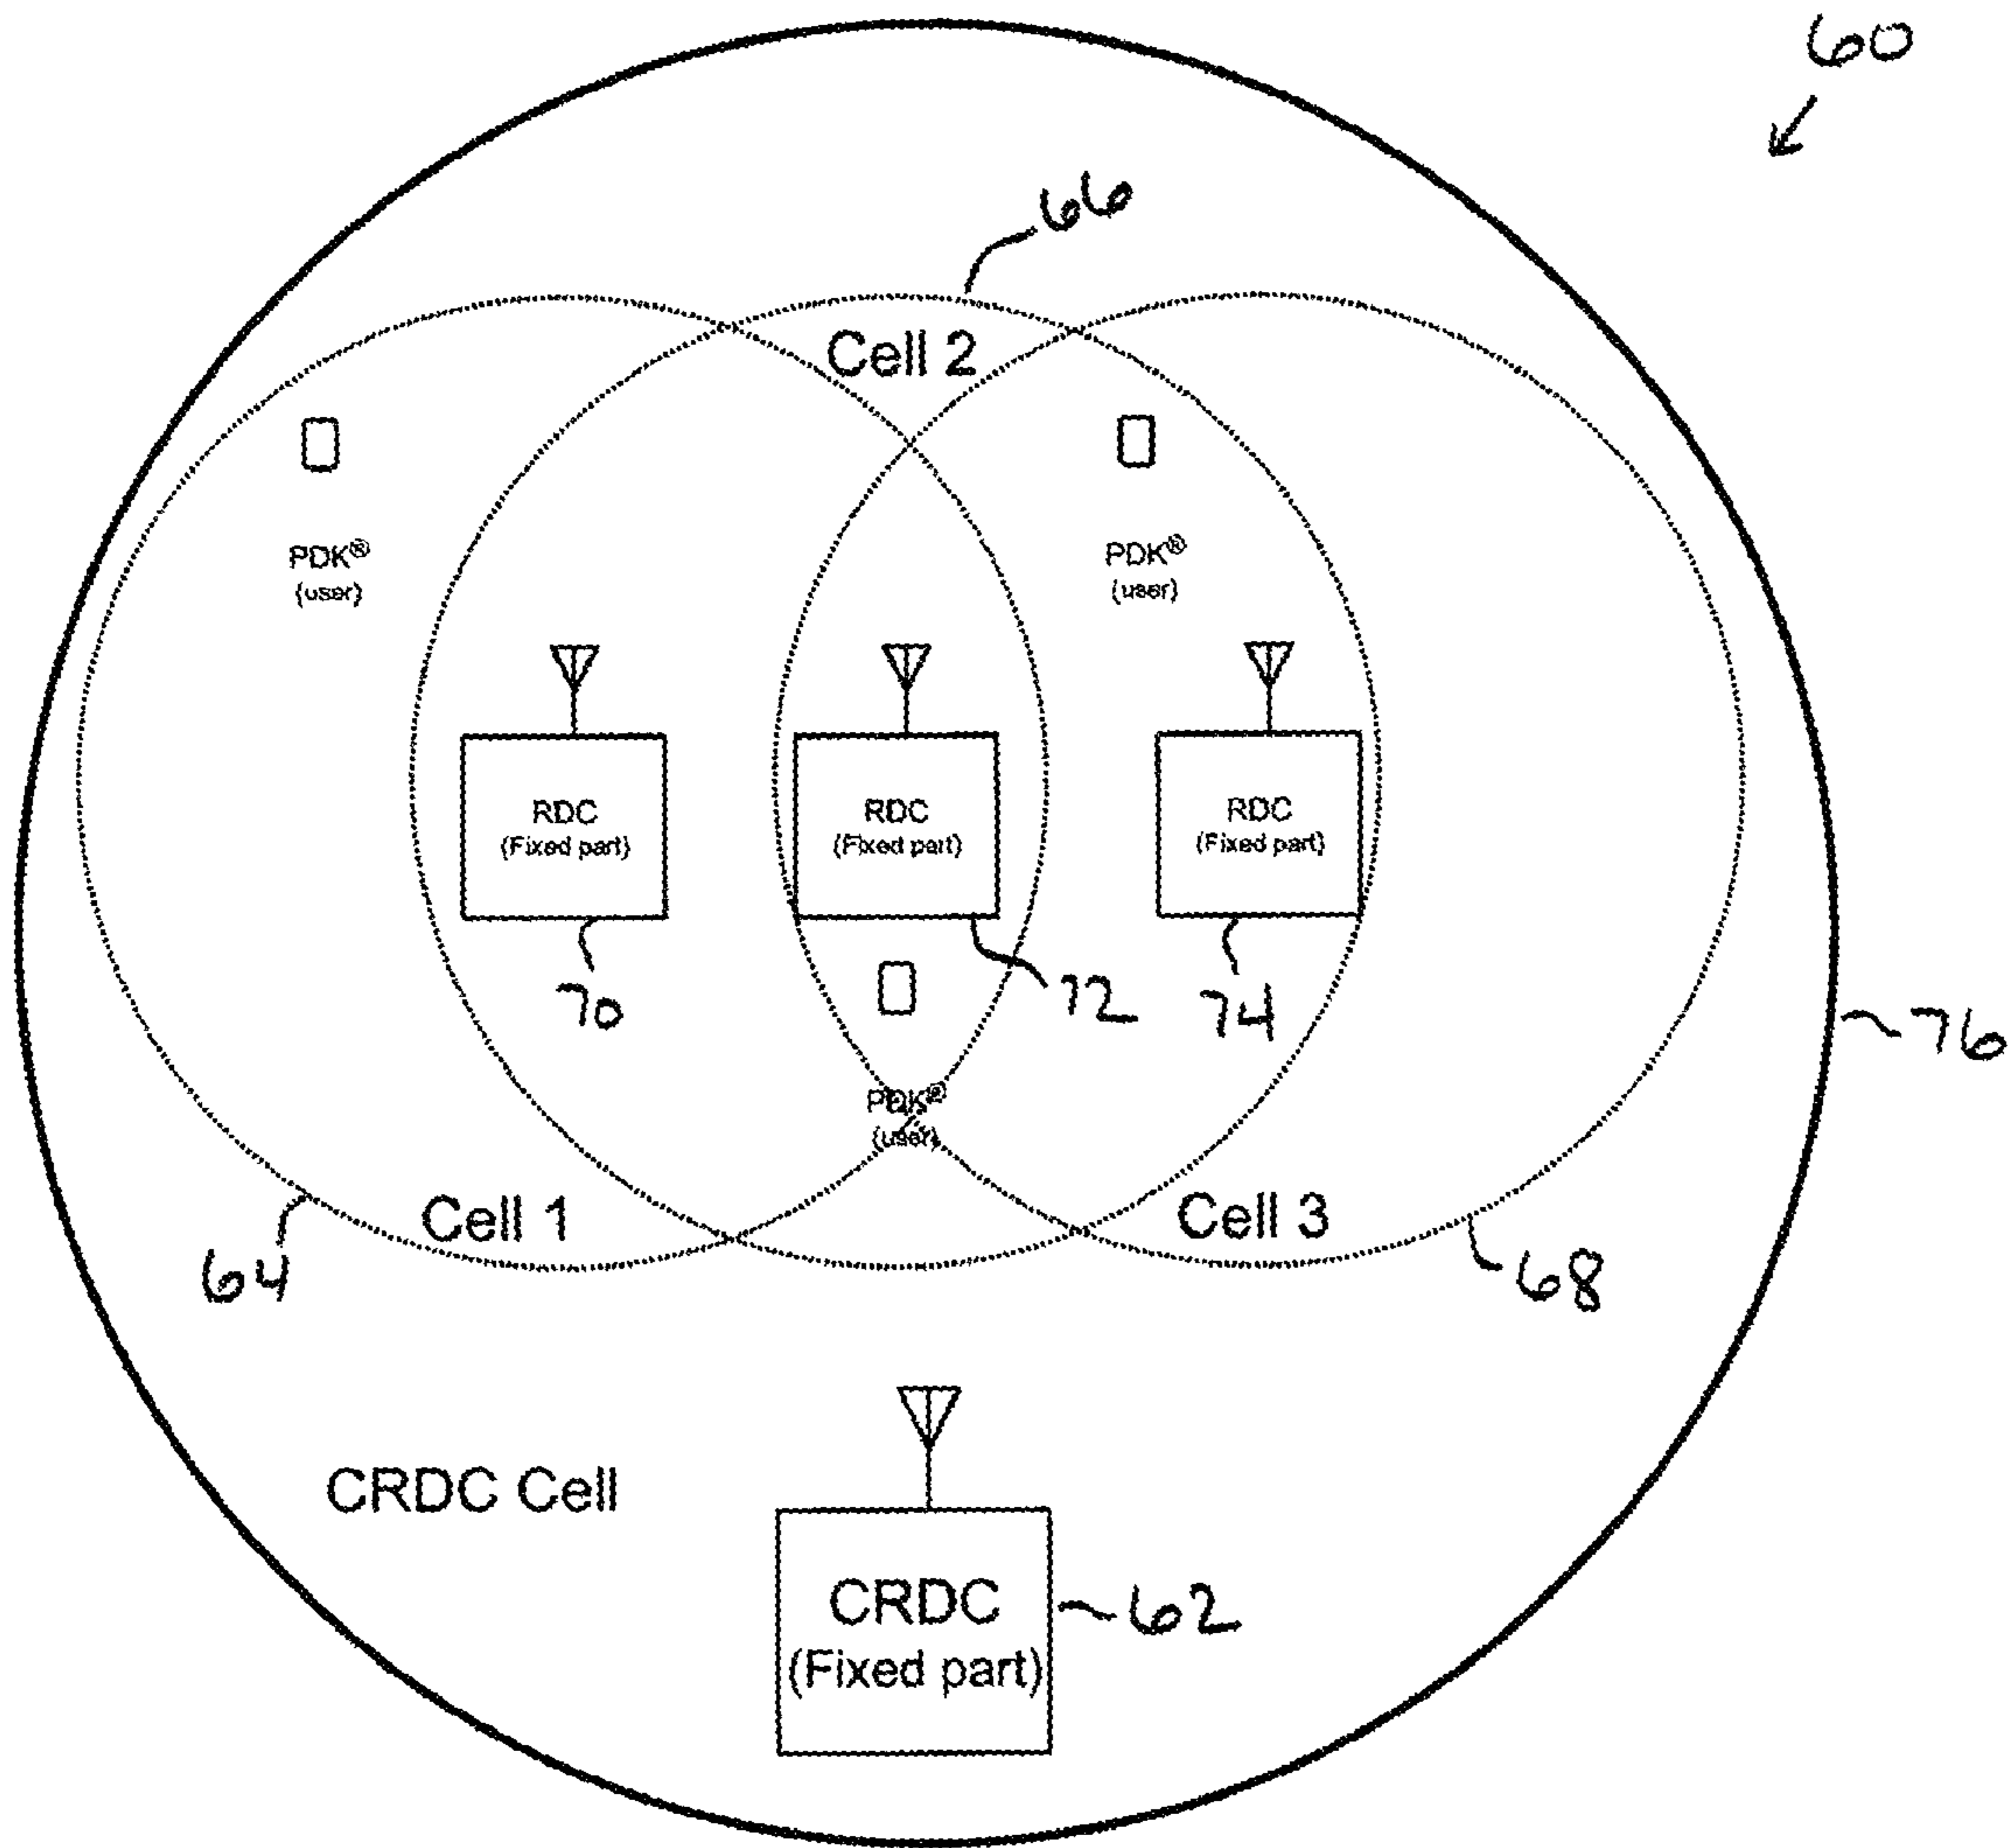 60
66
Cell 2
PDK®
(user)
PDK®
(user)
RDC
(Fixed part)
RDC
(Fixed part)
RDC
(Fixed part)
70
72
74
76
PDK®
(user)
Cell 1
Cell 3
64
68
CRDC Cell
CRDC
(Fixed part)
62